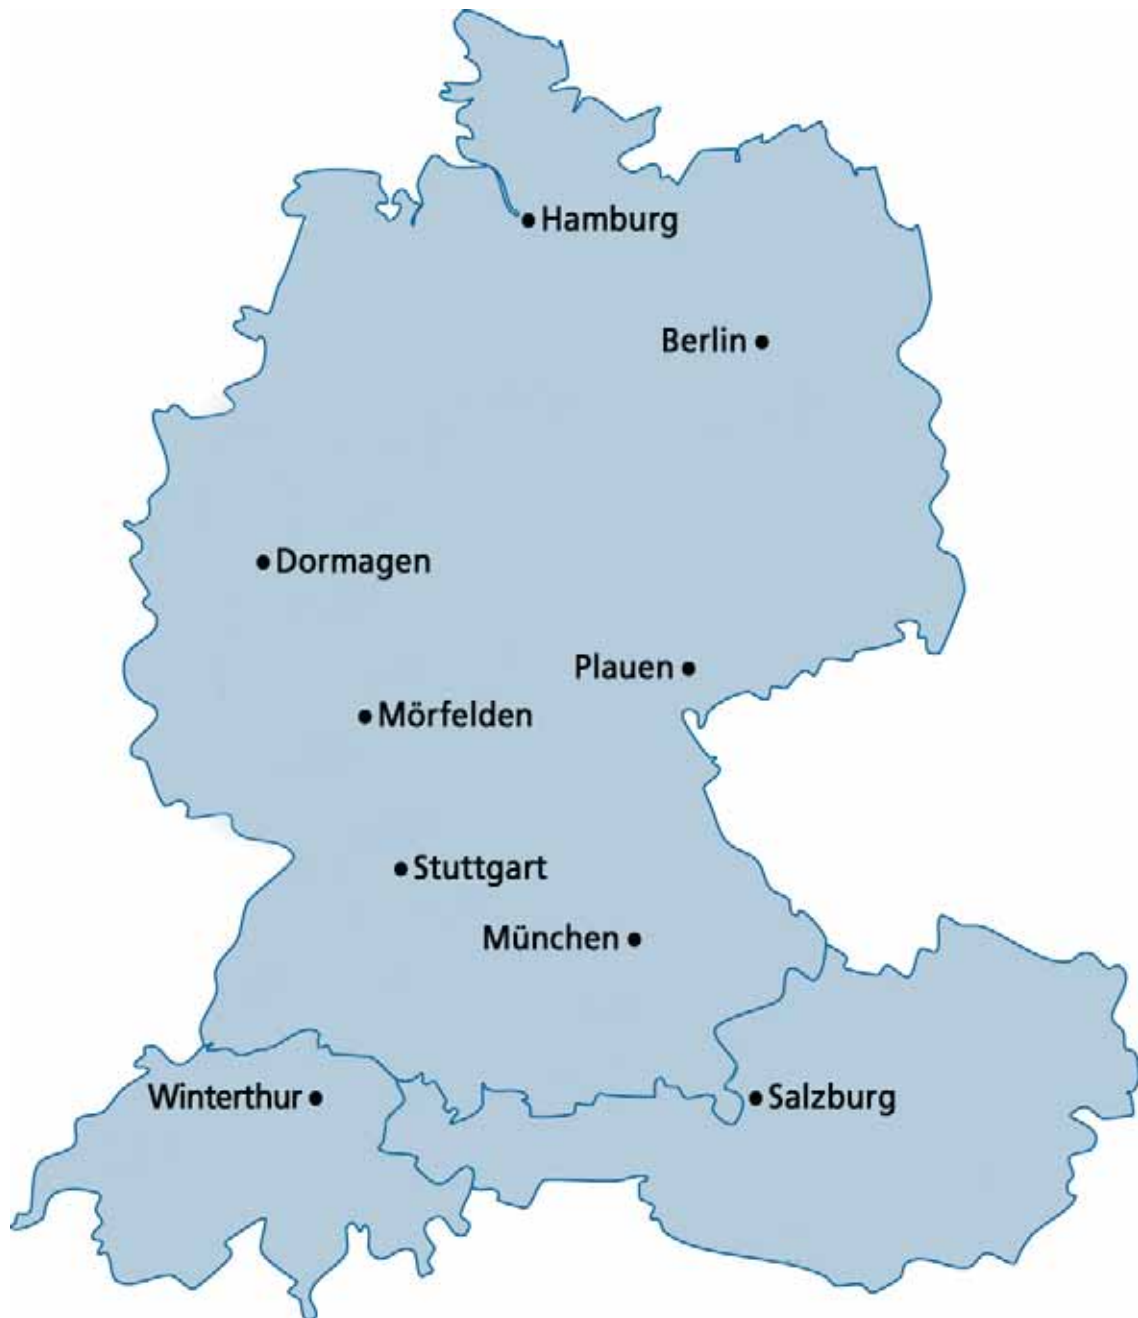 Hamburg
Berlin
Dormagen
Plauen
Mörfelden
Stuttgart
München
Winterthur
Salzburg